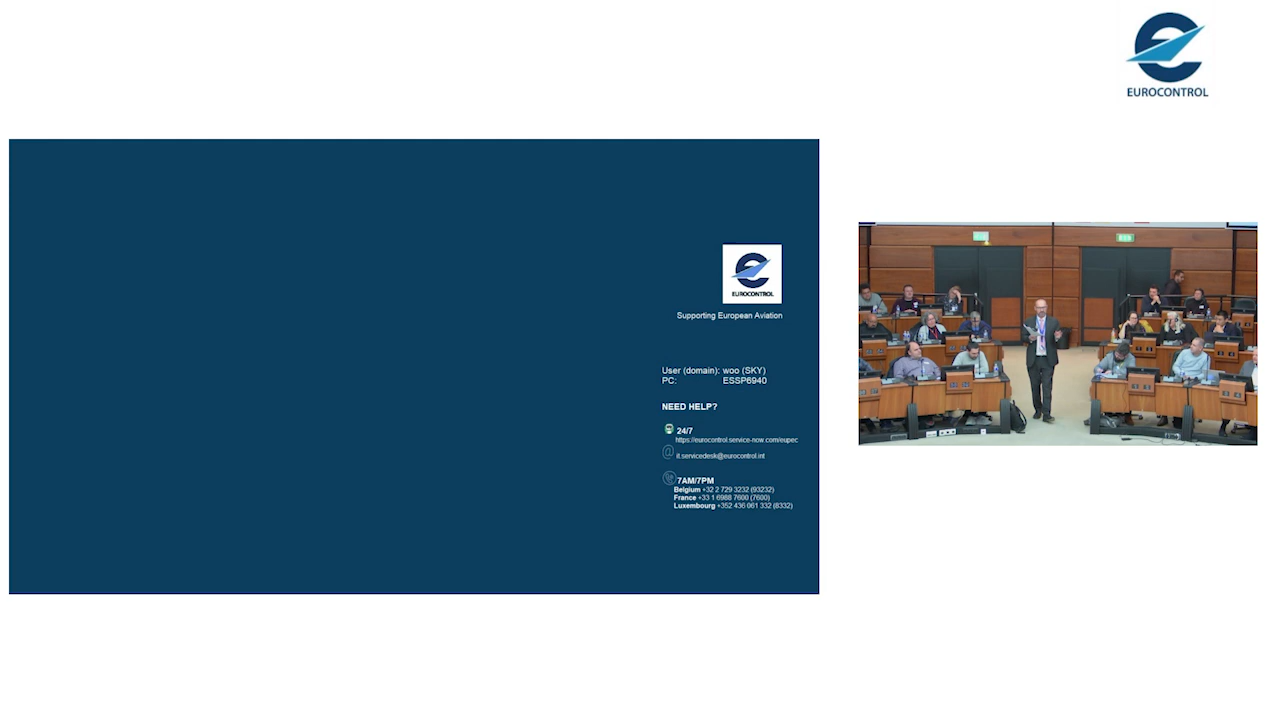 EUROCONTROL
EUROCONTROL
Supporting European Aviation
User (domain): woo (SKY)
PC: ESSP6940
NEED HELP?
24/7
https://eurocontrol.service-now.com/eupec
it.servicedesk@eurocontrol.int
7AM/7PM
Belgium +32 2 729 3232 (93232)
France +33 1 6988 7600 (7600)
Luxembourg +352 436 061 332 (8332)